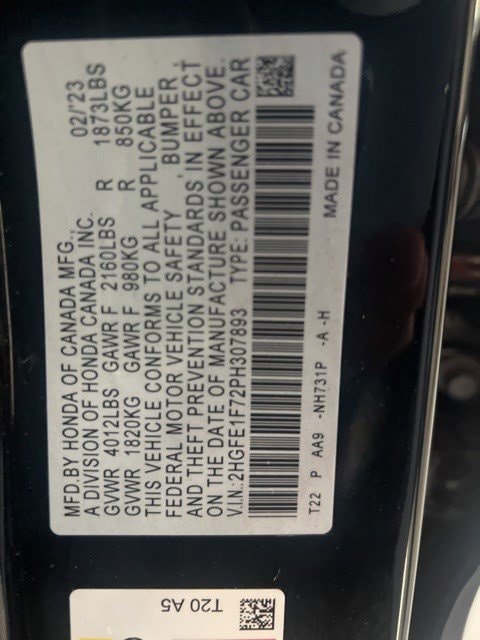 MFD.BY HONDA OF CANADA MFG., 02/'23
A DIVISION OF HONDA CANADA INC.
GVWR 4012LBS GAWR F 2160LBS R 1873LBS
GVWR 1820KG GAWR F 980KG R 850KG
THIS VEHICLE CONFORMS TO ALL APPLICABLE
FEDERAL MOTOR VEHICLE SAFETY , BUMPER ,
AND THEFT PREVENTION STANDARDS IN EFFECT
ON THE DATE OF MANUFACTURE SHOWN ABOVE.
V.I.N.:2HGFE1F72PH307893 TYPE: PASSENGER CAR
T22 P AA9 -NH731P -A -H MADE IN CANADA
T20 A5